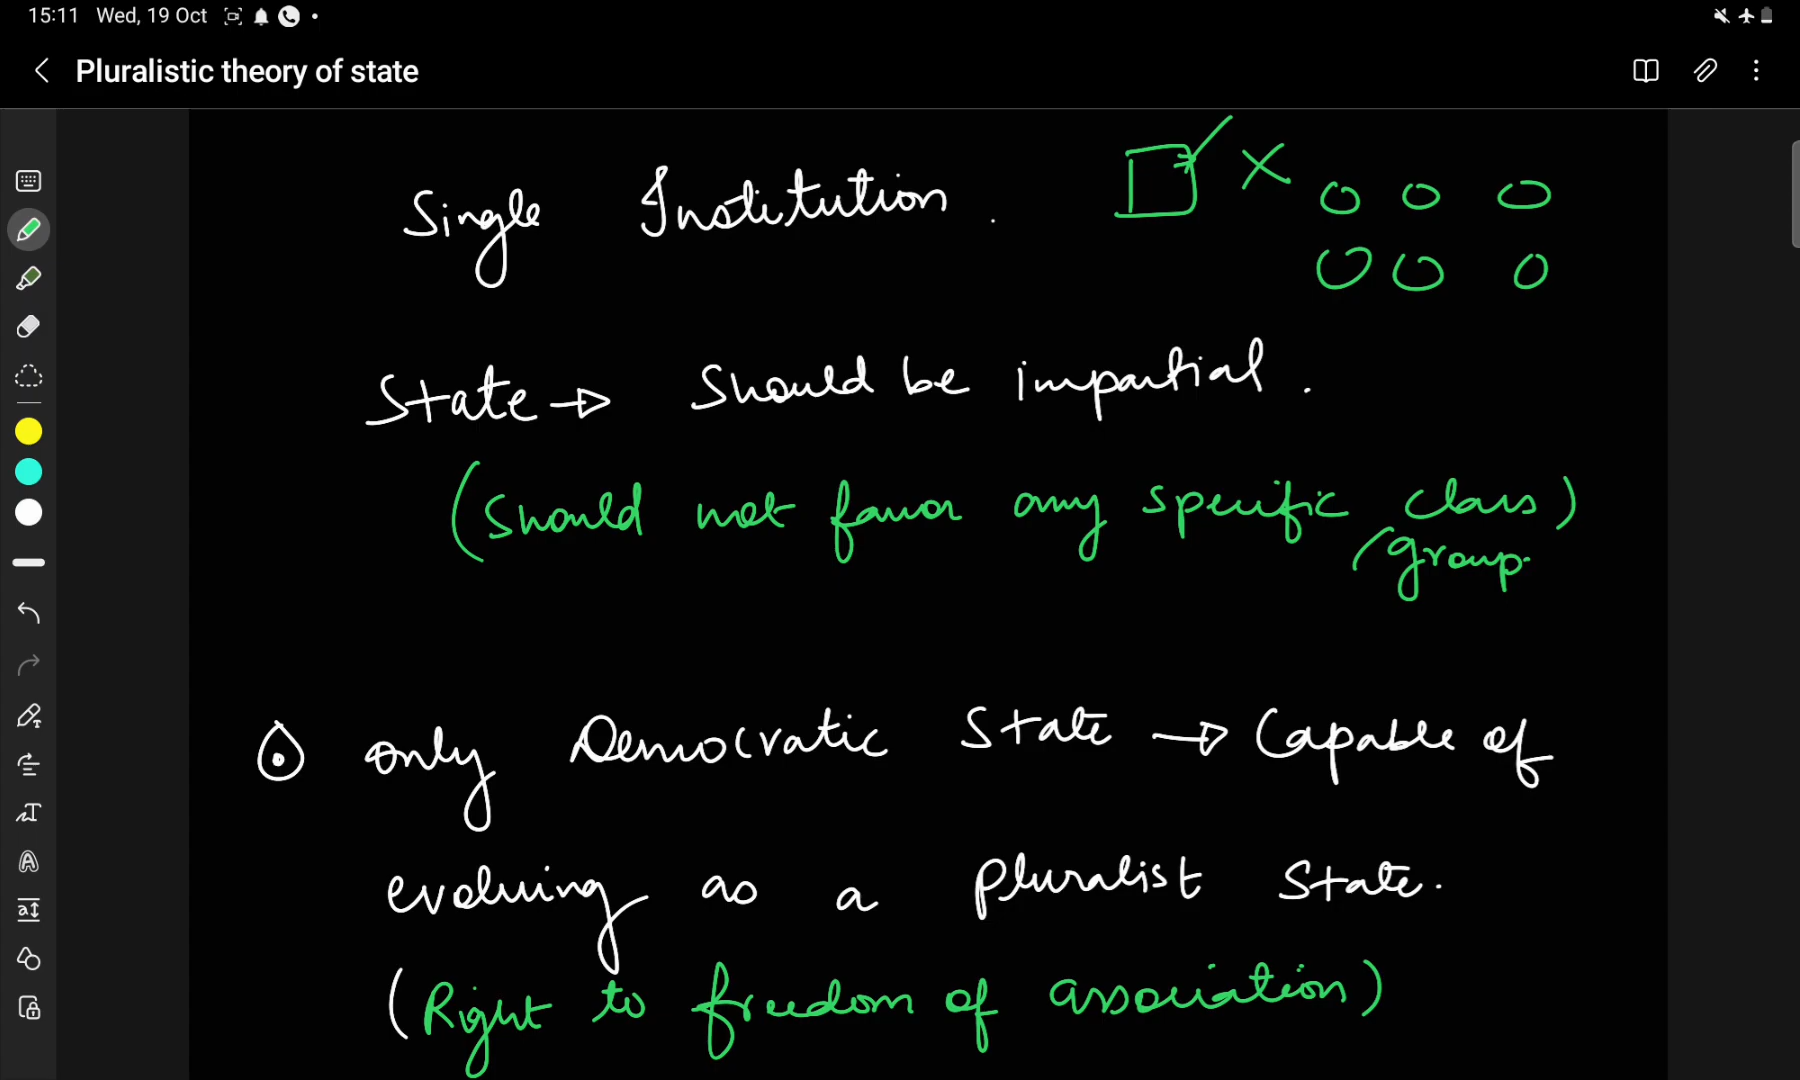 15:11 Wed, 19 Oct
Pluralistic theory of state
Single Institution.
State → Should be impartial.
(Should not favor any specific class)
/group
only Democratic State → Capable of
evolving as a pluralist State.
(Right to freedom of association)